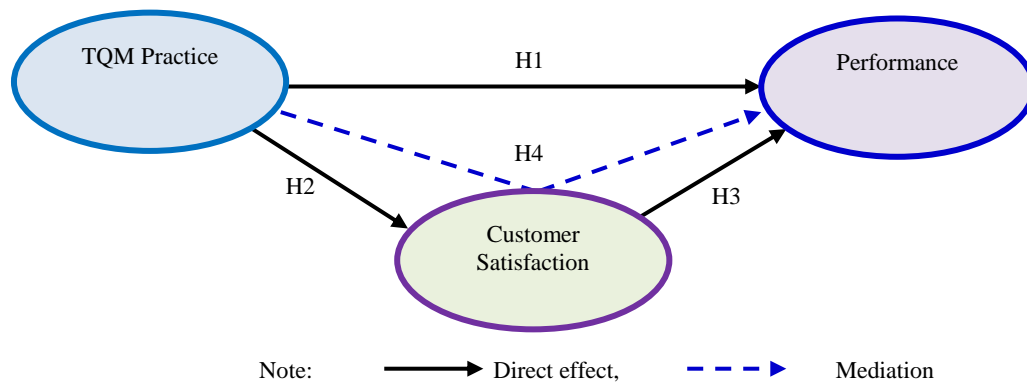 TQM Practice
H1
Performance
H4
H2
H3
Customer
Satisfaction
Note: Direct effect, Mediation